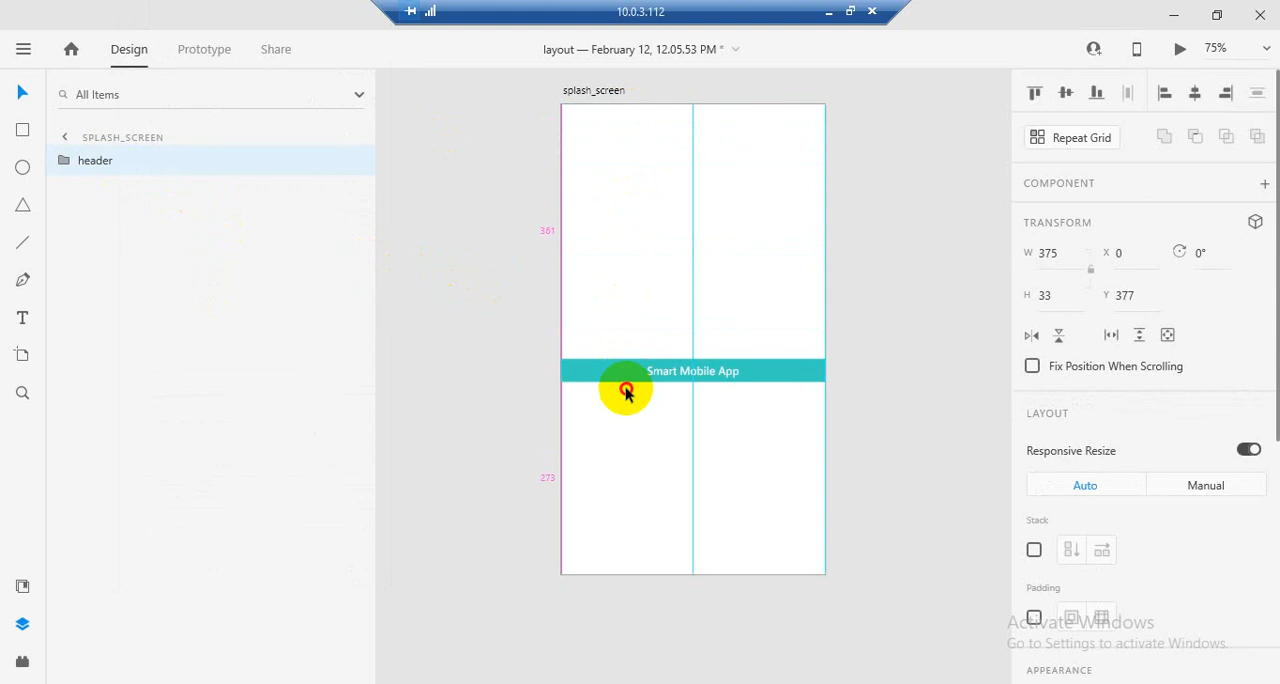 10.0.3.112
Design
Prototype
Share
layout — February 12, 12.05.53 PM *
75%
All Items
SPLASH_SCREEN
header
splash_screen
361
Smart Mobile App
273
Repeat Grid
COMPONENT
TRANSFORM
W 375
X 0
0°
H 33
Y 377
Fix Position When Scrolling
LAYOUT
Responsive Resize
Auto
Manual
Stack
Padding
Activate Windows
Go to Settings to activate Windows.
APPEARANCE